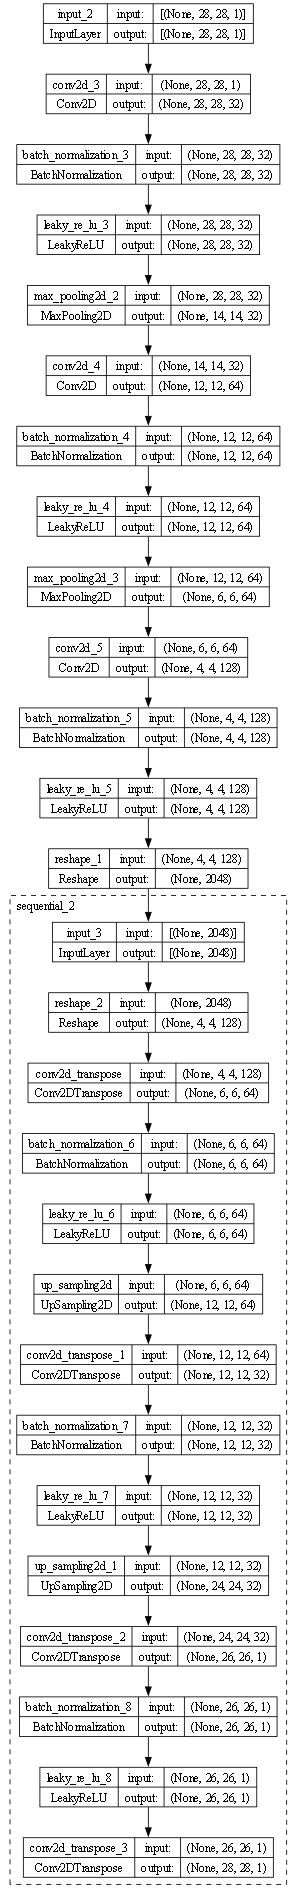 input_2 input: [(None, 28, 28, 1)]
InputLayer output: [(None, 28, 28, 1)]
conv2d_3 input: (None, 28, 28, 1)
Conv2D output: (None, 28, 28, 32)
batch_normalization_3 input: (None, 28, 28, 32)
BatchNormalization output: (None, 28, 28, 32)
leaky_re_lu_3 input: (None, 28, 28, 32)
LeakyReLU output: (None, 28, 28, 32)
max_pooling2d_2 input: (None, 28, 28, 32)
MaxPooling2D output: (None, 14, 14, 32)
conv2d_4 input: (None, 14, 14, 32)
Conv2D output: (None, 12, 12, 64)
batch_normalization_4 input: (None, 12, 12, 64)
BatchNormalization output: (None, 12, 12, 64)
leaky_re_lu_4 input: (None, 12, 12, 64)
LeakyReLU output: (None, 12, 12, 64)
max_pooling2d_3 input: (None, 12, 12, 64)
MaxPooling2D output: (None, 6, 6, 64)
conv2d_5 input: (None, 6, 6, 64)
Conv2D output: (None, 4, 4, 128)
batch_normalization_5 input: (None, 4, 4, 128)
BatchNormalization output: (None, 4, 4, 128)
leaky_re_lu_5 input: (None, 4, 4, 128)
LeakyReLU output: (None, 4, 4, 128)
reshape_1 input: (None, 4, 4, 128)
Reshape output: (None, 2048)
sequential_2
input_3 input: [(None, 2048)]
InputLayer output: [(None, 2048)]
reshape_2 input: (None, 2048)
Reshape output: (None, 4, 4, 128)
conv2d_transpose input: (None, 4, 4, 128)
Conv2DTranspose output: (None, 6, 6, 64)
batch_normalization_6 input: (None, 6, 6, 64)
BatchNormalization output: (None, 6, 6, 64)
leaky_re_lu_6 input: (None, 6, 6, 64)
LeakyReLU output: (None, 6, 6, 64)
up_sampling2d input: (None, 6, 6, 64)
UpSampling2D output: (None, 12, 12, 64)
conv2d_transpose_1 input: (None, 12, 12, 64)
Conv2DTranspose output: (None, 12, 12, 32)
batch_normalization_7 input: (None, 12, 12, 32)
BatchNormalization output: (None, 12, 12, 32)
leaky_re_lu_7 input: (None, 12, 12, 32)
LeakyReLU output: (None, 12, 12, 32)
up_sampling2d_1 input: (None, 12, 12, 32)
UpSampling2D output: (None, 24, 24, 32)
conv2d_transpose_2 input: (None, 24, 24, 32)
Conv2DTranspose output: (None, 26, 26, 1)
batch_normalization_8 input: (None, 26, 26, 1)
BatchNormalization output: (None, 26, 26, 1)
leaky_re_lu_8 input: (None, 26, 26, 1)
LeakyReLU output: (None, 26, 26, 1)
conv2d_transpose_3 input: (None, 26, 26, 1)
Conv2DTranspose output: (None, 28, 28, 1)